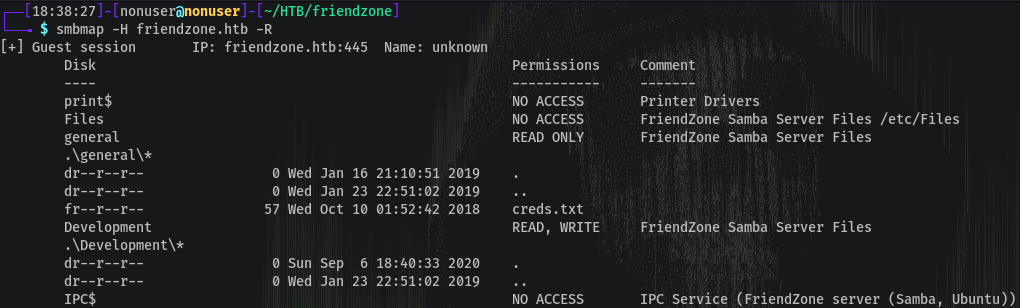 [18:38:27]-[nonuser@nonuser]-[~/HTB/friendzone]
$ smbmap -H friendzone.htb -R
[+] Guest session IP: friendzone.htb:445 Name: unknown
Disk Permissions Comment
---- ----------- -------
print$ NO ACCESS Printer Drivers
Files NO ACCESS FriendZone Samba Server Files /etc/Files
general READ ONLY FriendZone Samba Server Files
.\general\*
dr--r--r-- 0 Wed Jan 16 21:10:51 2019 .
dr--r--r-- 0 Wed Jan 23 22:51:02 2019 ..
fr--r--r-- 57 Wed Oct 10 01:52:42 2018 creds.txt
Development READ, WRITE FriendZone Samba Server Files
.\Development\*
dr--r--r-- 0 Sun Sep 6 18:40:33 2020 .
dr--r--r-- 0 Wed Jan 23 22:51:02 2019 ..
IPC$ NO ACCESS IPC Service (FriendZone server (Samba, Ubuntu))